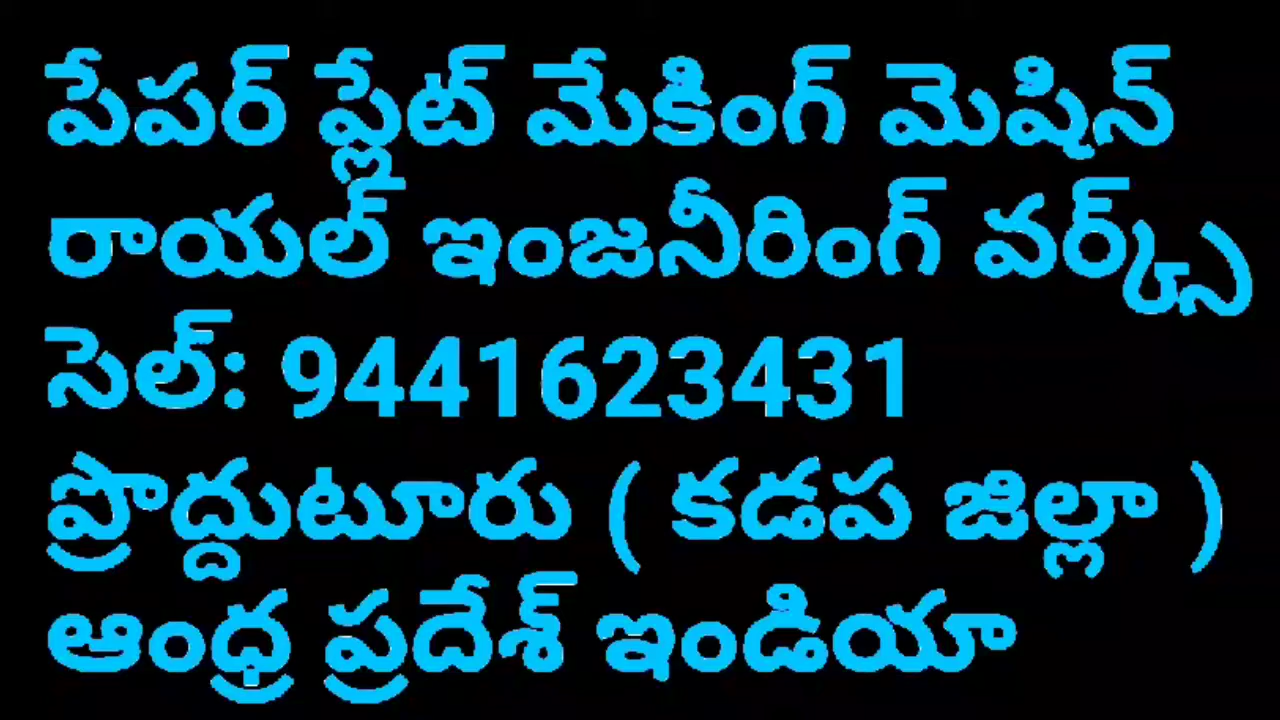 పేపర్ ప్లేట్ మేకింగ్ మెషిన్
రాయల్ ఇంజనీరింగ్ వర్క్స్
సెల్: 9441623431
ప్రొద్దుటూరు ( కడప జిల్లా )
ఆంధ్ర ప్రదేశ్ ఇండియా